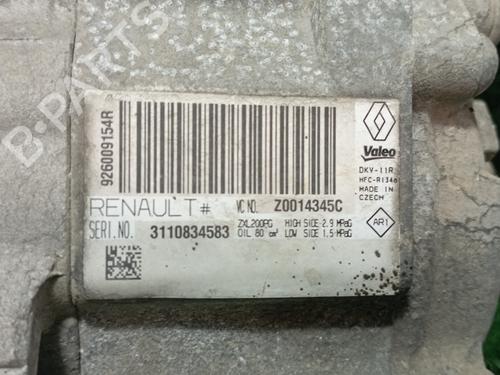 B-PARTS
926009154R
Valeo
DKV-11R
HFC-R134a
MADE IN
CZECH
RENAULT #
VC NO. Z0014345C
SERI.NO. 3110834583
ZXL200PG HIGH SIDE 2.9 MPaG
OIL 80 cm³ LOW SIDE 1.5 MPaG
AR1